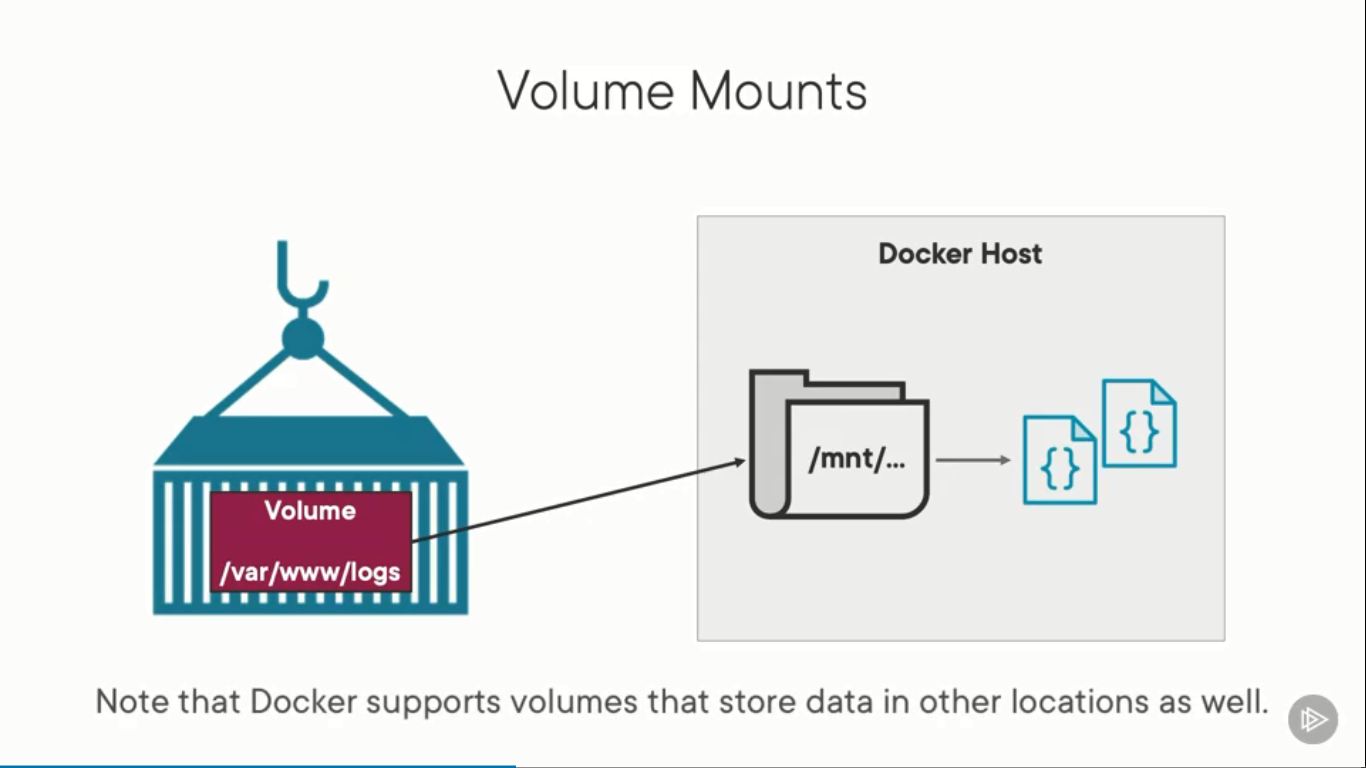 Volume Mounts
Docker Host
/mnt/...
{}
{}
Volume
/var/www/logs
Note that Docker supports volumes that store data in other locations as well.